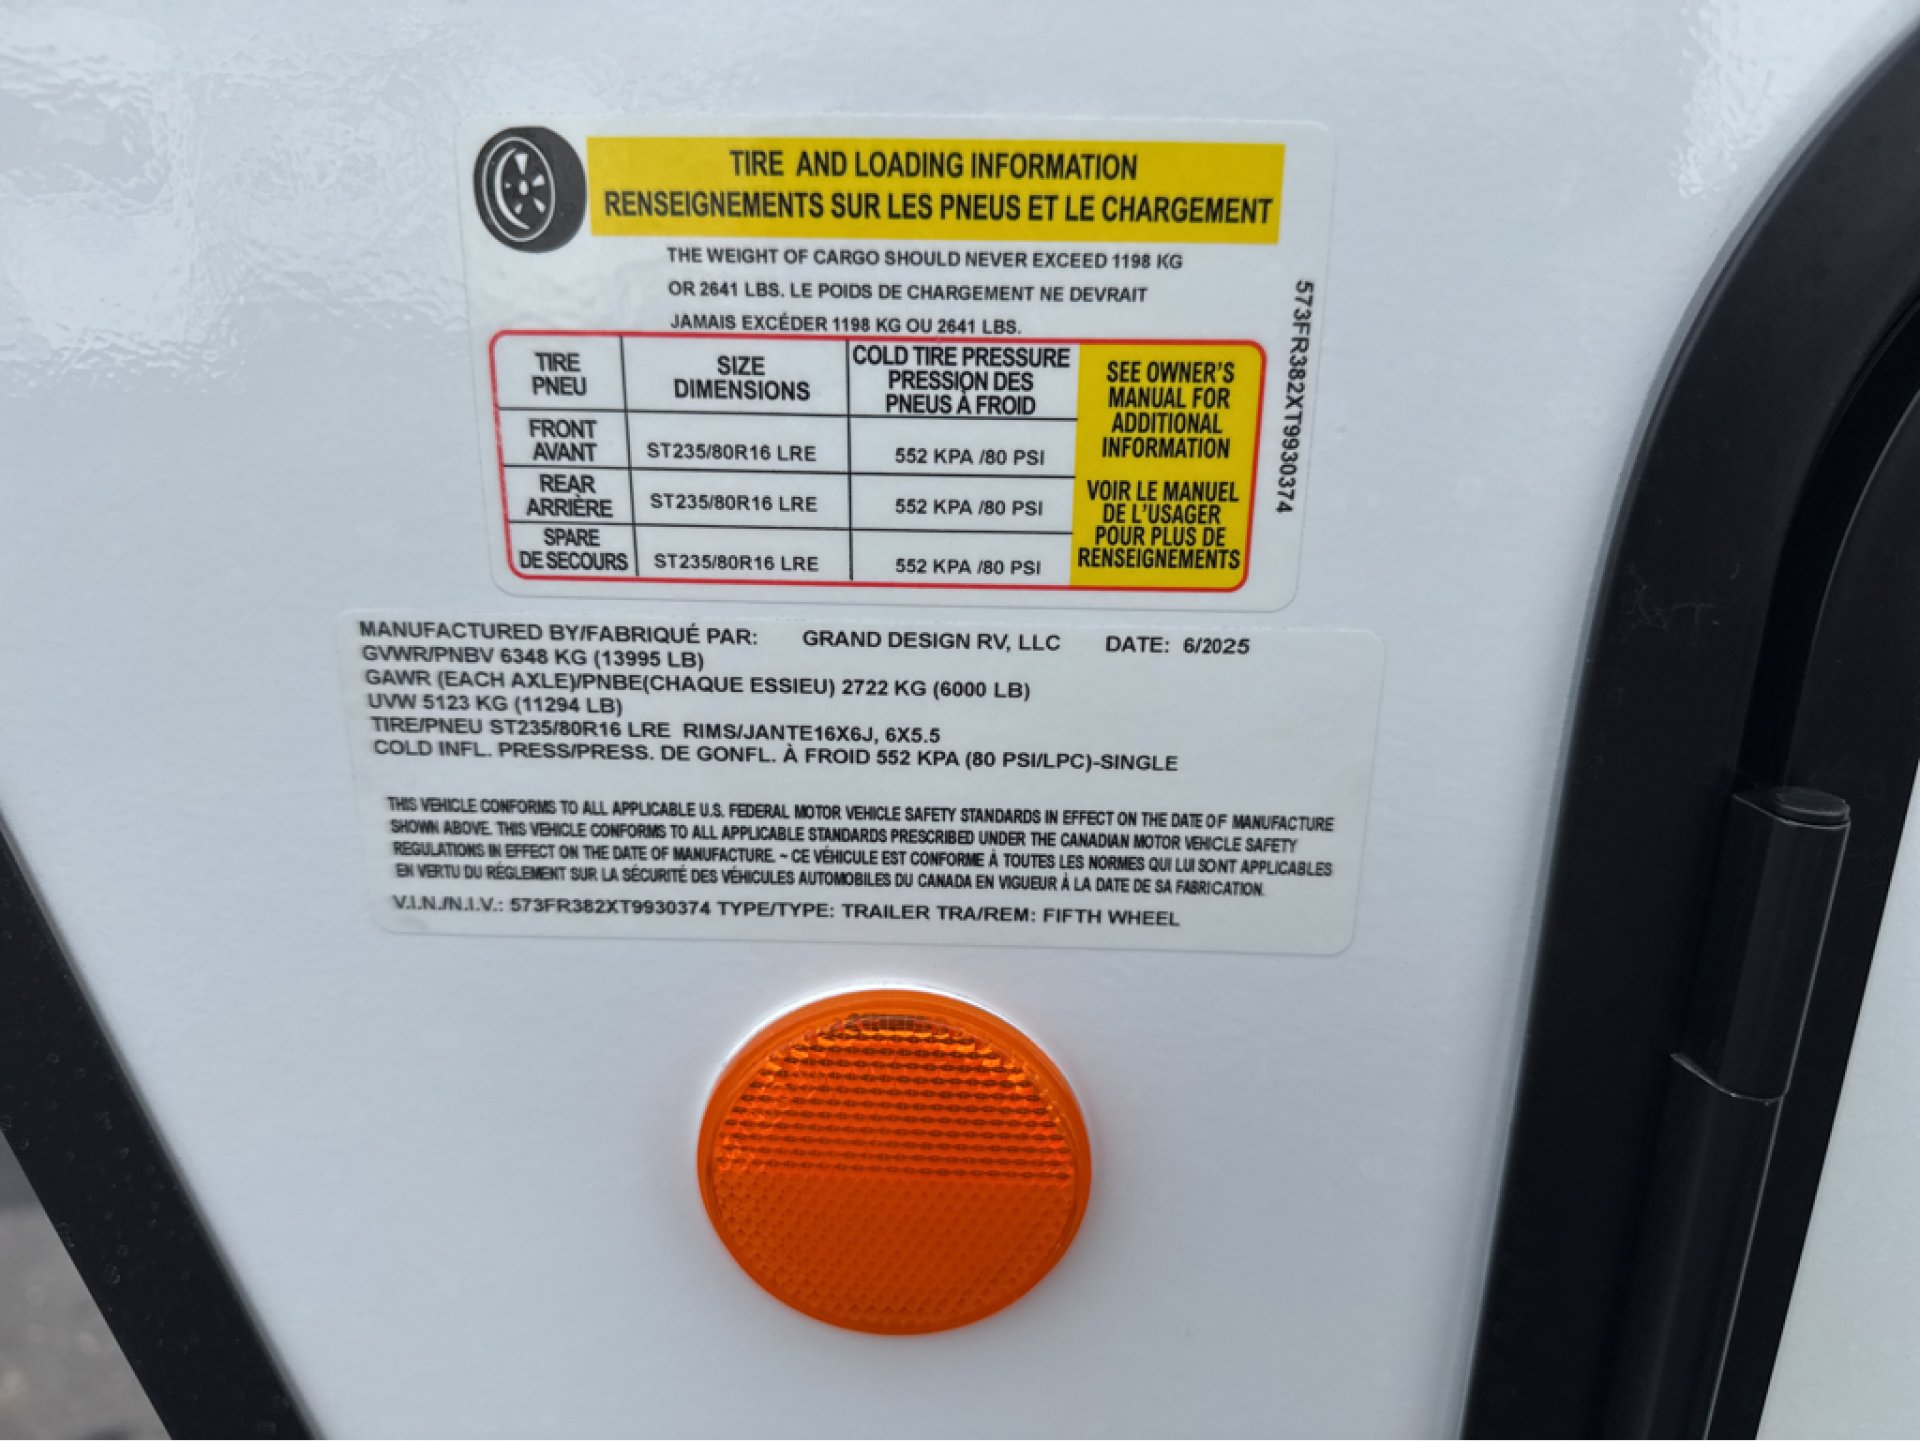 TIRE AND LOADING INFORMATION
RENSEIGNEMENTS SUR LES PNEUS ET LE CHARGEMENT
THE WEIGHT OF CARGO SHOULD NEVER EXCEED 1198 KG
OR 2641 LBS. LE POIDS DE CHARGEMENT NE DEVRAIT
JAMAIS EXCÉDER 1198 KG OU 2641 LBS.
TIRE
PNEU
SIZE
DIMENSIONS
COLD TIRE PRESSURE
PRESSION DES
PNEUS À FROID
FRONT
AVANT
ST235/80R16 LRE
552 KPA /80 PSI
REAR
ARRIÈRE
ST235/80R16 LRE
552 KPA /80 PSI
SPARE
DE SECOURS
ST235/80R16 LRE
552 KPA /80 PSI
SEE OWNER'S
MANUAL FOR
ADDITIONAL
INFORMATION
VOIR LE MANUEL
DE L'USAGER
POUR PLUS DE
RENSEIGNEMENTS
573FR382XT9930374
MANUFACTURED BY/FABRIQUÉ PAR: GRAND DESIGN RV, LLC DATE: 6/2025
GVWR/PNBV 6348 KG (13995 LB)
GAWR (EACH AXLE)/PNBE(CHAQUE ESSIEU) 2722 KG (6000 LB)
UVW 5123 KG (11294 LB)
TIRE/PNEU ST235/80R16 LRE RIMS/JANTE16X6J, 6X5.5
COLD INFL. PRESS/PRESS. DE GONFL. À FROID 552 KPA (80 PSI/LPC)-SINGLE
THIS VEHICLE CONFORMS TO ALL APPLICABLE U.S. FEDERAL MOTOR VEHICLE SAFETY STANDARDS IN EFFECT ON THE DATE OF MANUFACTURE
SHOWN ABOVE. THIS VEHICLE CONFORMS TO ALL APPLICABLE STANDARDS PRESCRIBED UNDER THE CANADIAN MOTOR VEHICLE SAFETY
REGULATIONS IN EFFECT ON THE DATE OF MANUFACTURE. ~ CE VÉHICULE EST CONFORME À TOUTES LES NORMES QUI LUI SONT APPLICABLES
EN VERTU DU RÈGLEMENT SUR LA SÉCURITÉ DES VÉHICULES AUTOMOBILES DU CANADA EN VIGUEUR À LA DATE DE SA FABRICATION.
V.I.N./N.I.V.: 573FR382XT9930374 TYPE/TYPE: TRAILER TRA/REM: FIFTH WHEEL